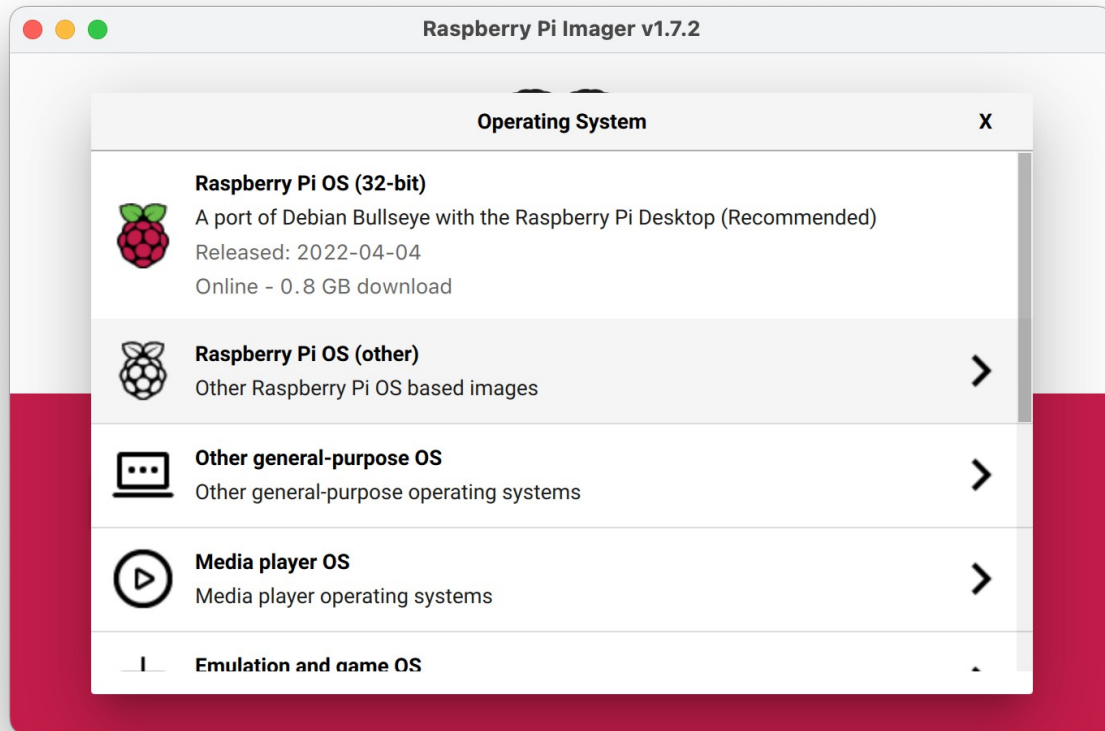 Raspberry Pi Imager v1.7.2
Operating System
X
Raspberry Pi OS (32-bit)
A port of Debian Bullseye with the Raspberry Pi Desktop (Recommended)
Released: 2022-04-04
Online - 0.8 GB download
Raspberry Pi OS (other)
Other Raspberry Pi OS based images
Other general-purpose OS
Other general-purpose operating systems
Media player OS
Media player operating systems
Emulation and game OS